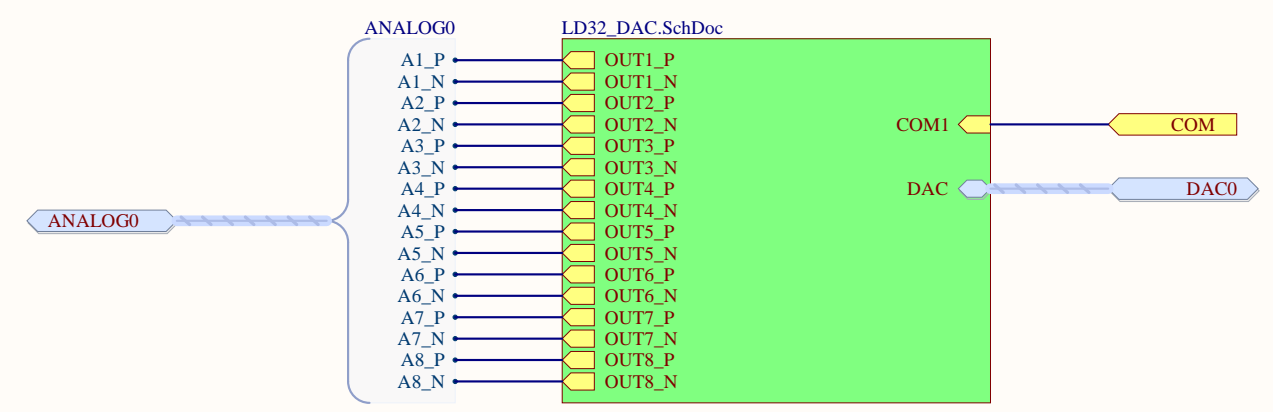 ANALOG0 LD32_DAC.SchDoc
A1_P OUT1_P
A1_N OUT1_N
A2_P OUT2_P
A2_N OUT2_N COM1 COM
A3_P OUT3_P
A3_N OUT3_N
A4_P OUT4_P DAC DAC0
A4_N OUT4_N
ANALOG0
A5_P OUT5_P
A5_N OUT5_N
A6_P OUT6_P
A6_N OUT6_N
A7_P OUT7_P
A7_N OUT7_N
A8_P OUT8_P
A8_N OUT8_N